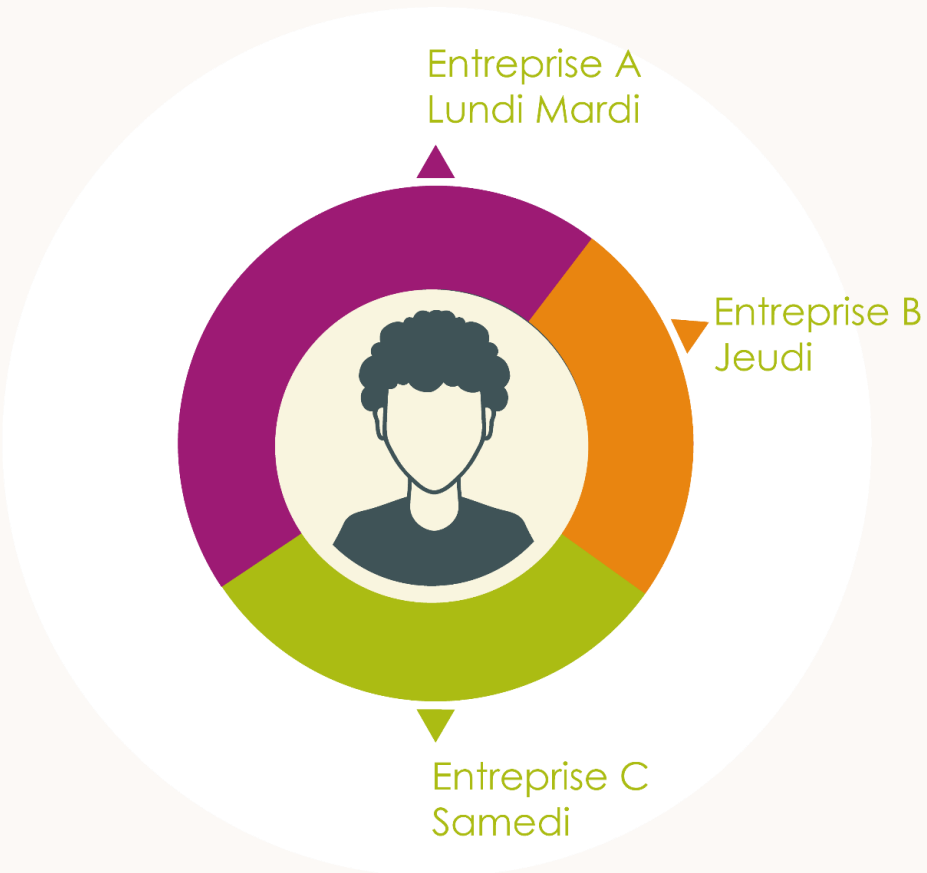 Entreprise A
Lundi Mardi
Entreprise B
Jeudi
Entreprise C
Samedi